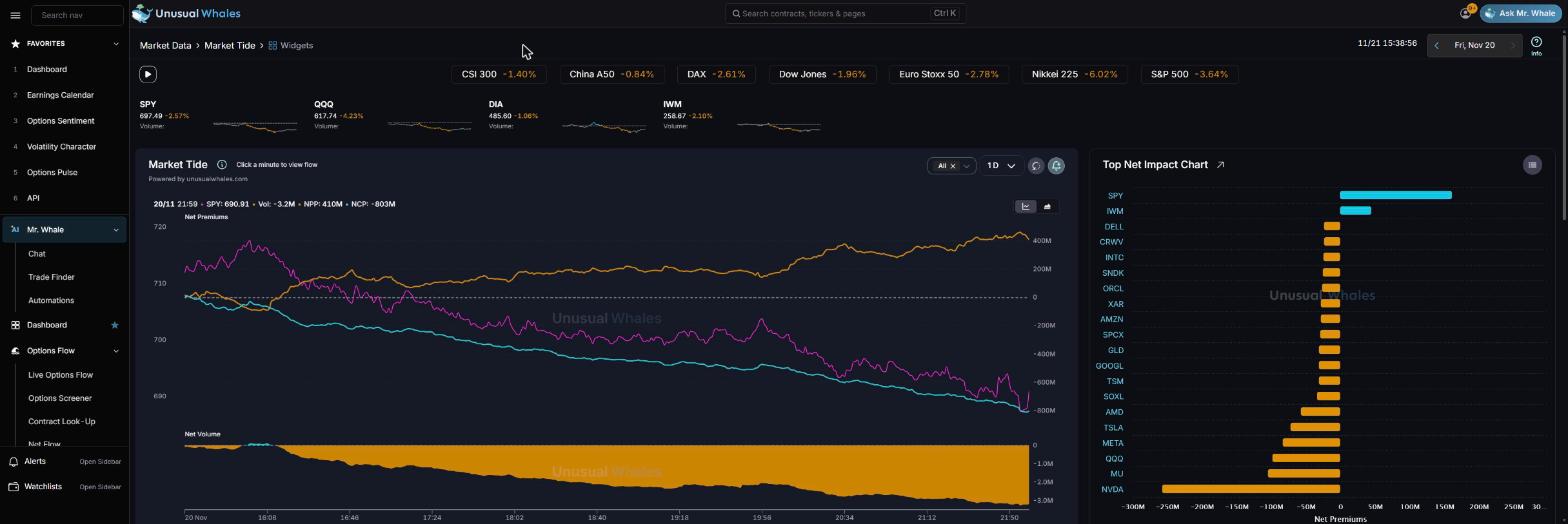 Search nav
Unusual Whales
Search contracts, tickers & pages Ctrl K
9+
Ask Mr. Whale
FAVORITES
1 Dashboard
2 Earnings Calendar
3 Options Sentiment
4 Volatility Character
5 Options Pulse
6 API
AI Mr. Whale
Chat
Trade Finder
Automations
Dashboard
Options Flow
Live Options Flow
Options Screener
Contract Look-Up
Net Flow
Alerts Open Sidebar
Watchlists Open Sidebar
Market Data > Market Tide > Widgets
11/21 15:38:56
Fri, Nov 20
Info
CSI 300 -1.40%
China A50 -0.84%
DAX -2.61%
Dow Jones -1.96%
Euro Stoxx 50 -2.78%
Nikkei 225 -6.02%
S&P 500 -3.64%
SPY
697.49 -2.57%
Volume:
QQQ
617.74 -4.23%
Volume:
DIA
485.60 -1.06%
Volume:
IWM
258.67 -2.10%
Volume:
Market Tide Click a minute to view flow
Powered by unusualwhales.com
All ×
1D
20/11 21:59 • SPY: 690.91 • Vol: -3.2M • NPP: 410M • NCP: -803M
Net Premiums
720
710
700
690
400M
200M
0
-200M
-400M
-600M
-800M
Unusual Whales
Net Volume
0
-1.0M
-2.0M
-3.0M
Unusual Whales
20 Nov 16:08 16:46 17:24 18:02 18:40 19:18 19:56 20:34 21:12 21:50
Top Net Impact Chart
SPY
IWM
DELL
CRWV
INTC
SNDK
ORCL
XAR
AMZN
SPCX
GLD
GOOGL
TSM
SOXL
AMD
TSLA
META
QQQ
MU
NVDA
Unusual Whales
-300M -250M -200M -150M -100M -50M 0 50M 100M 150M 200M 250M 30...
Net Premiums